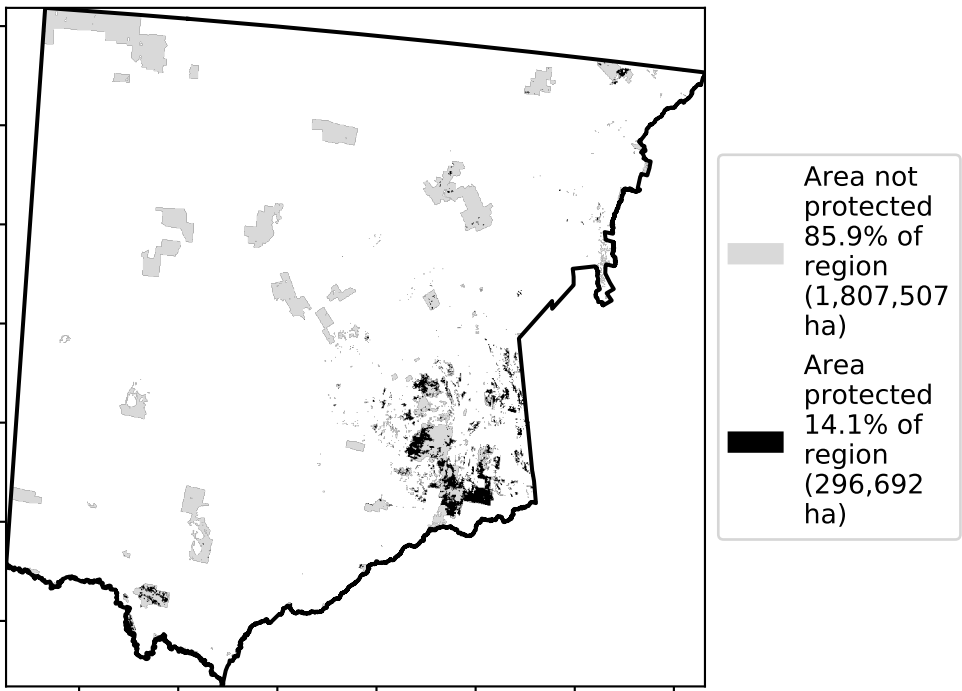 Area not
protected
85.9% of
region
(1,807,507
ha)
Area
protected
14.1% of
region
(296,692
ha)